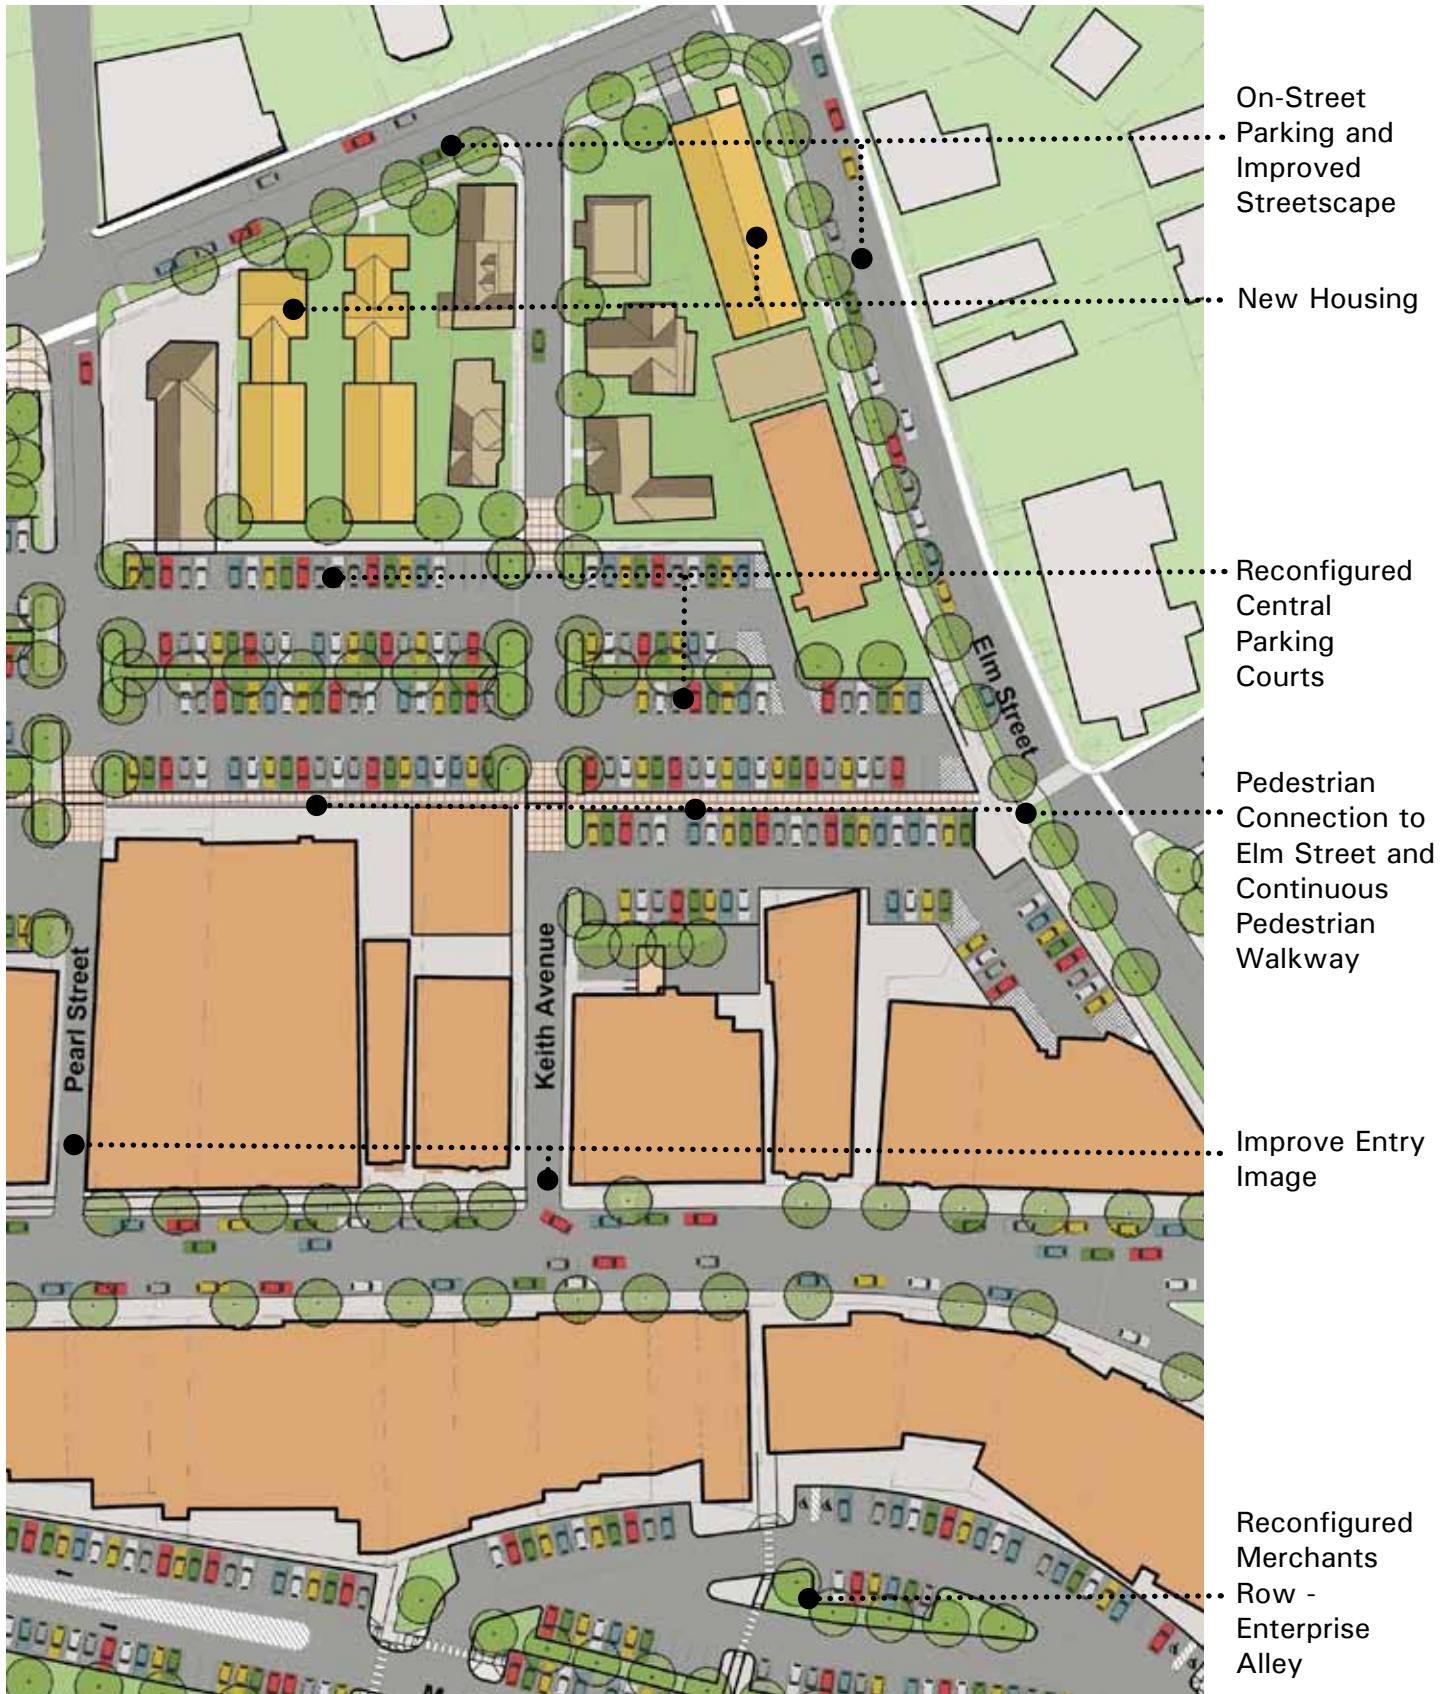 On-Street
Parking and
Improved
Streetscape
New Housing
Reconfigured
Central
Parking
Courts
Elm Street
Pedestrian
Connection to
Elm Street and
Continuous
Pedestrian
Walkway
Pearl Street
Keith Avenue
Improve Entry
Image
Reconfigured
Merchants
Row -
Enterprise
Alley